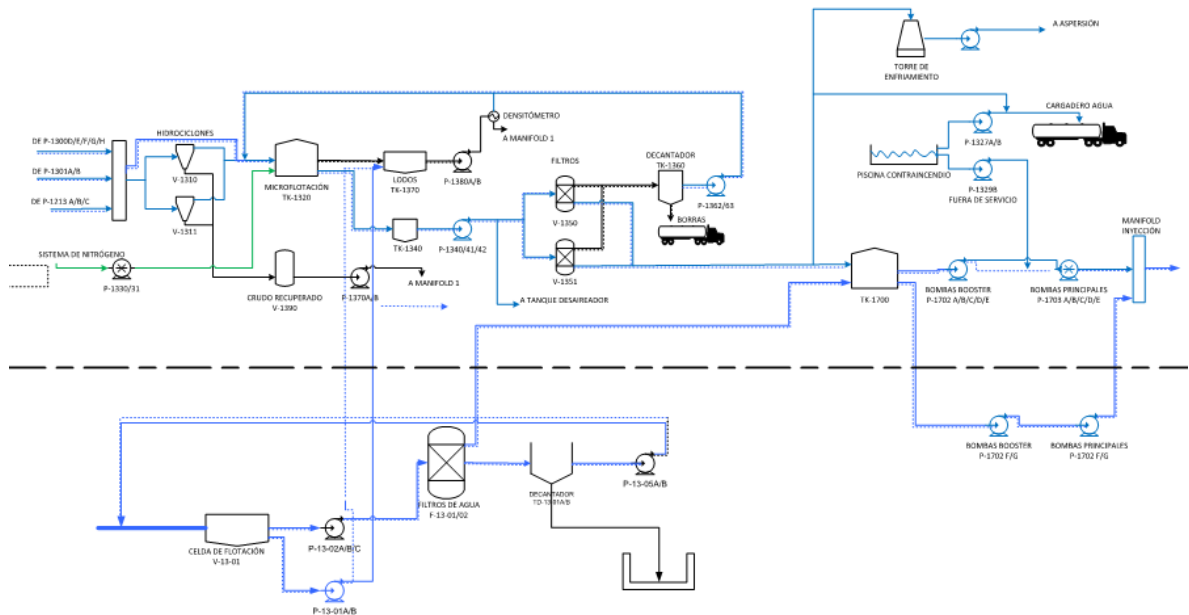 A ASPERSIÓN
TORRE DE
ENFRIAMIENTO
DENSITÓMETRO
CARGADERO AGUA
DE P-1300D/E/F/G/H
HIDROCICLONES
A MANIFOLD 1
FILTROS
DECANTADOR
TK-1360
P-1327A/B
DE P-1301A/B
V-1310
MICROFLOTACIÓN
TK-1320
LODOS
TK-1370
P-1380A/B
V-1350
P-1362/63
PISCINA CONTRAINCENDIO
P-1329B
FUERA DE SERVICIO
DE P-1213 A/B/C
V-1311
TK-1340
P-1340/41/42
BORRAS
MANIFOLD
INYECCIÓN
SISTEMA DE NITRÓGENO
P-1330/31
CRUDO RECUPERADO
V-1390
P-1370A/B
A MANIFOLD 1
V-1351
A TANQUE DESAIREADOR
TK-1700
BOMBAS BOOSTER
P-1702 A/B/C/D/E
BOMBAS PRINCIPALES
P-1703 A/B/C/D/E
BOMBAS BOOSTER
P-1702 F/G
BOMBAS PRINCIPALES
P-1702 F/G
FILTROS DE AGUA
F-13-01/02
DECANTADOR
TD-13-01A/B
P-13-05A/B
CELDA DE FLOTACIÓN
V-13-01
P-13-02A/B/C
P-13-01A/B